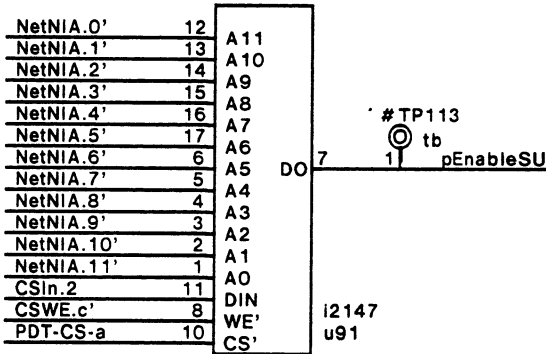 NetNIA.0' 12 A11
NetNIA.1' 13 A10
NetNIA.2' 14 A9
NetNIA.3' 15 A8
NetNIA.4' 16 A7
NetNIA.5' 17 A6
NetNIA.6' 6 A5
NetNIA.7' 5 A4
NetNIA.8' 4 A3
NetNIA.9' 3 A2
NetNIA.10' 2 A1
NetNIA.11' 1 A0
CSIn.2 11 DIN
CSWE.c' 8 WE'
PDT-CS-a 10 CS'
DO 7
#TP113
tb
1 pEnableSU
i2147
u91